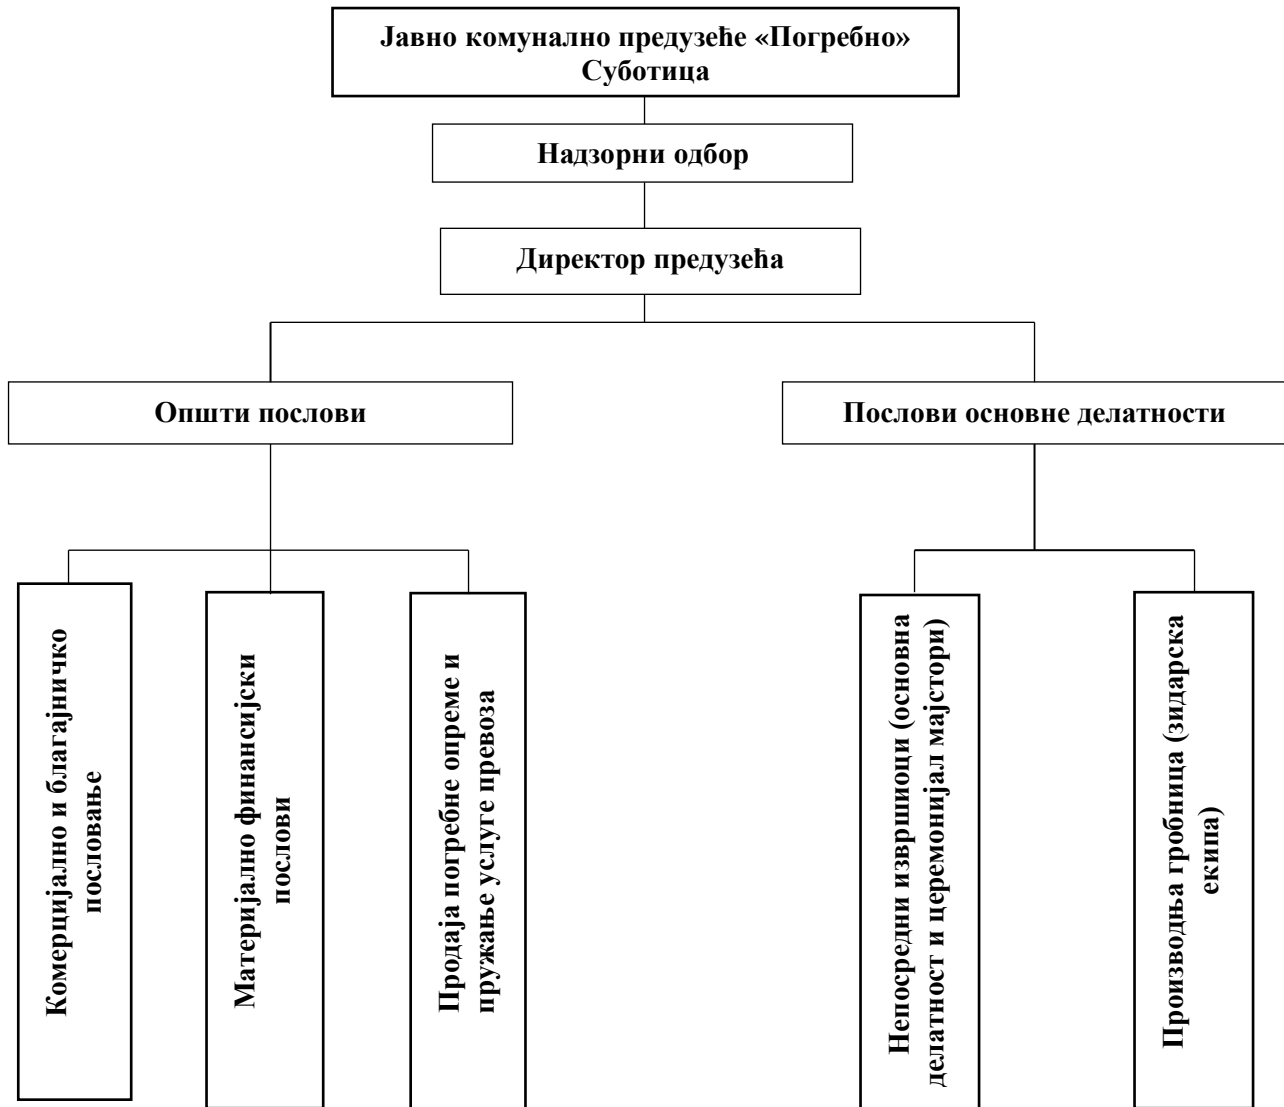 Јавно комунално предузеће «Погребно»
Суботица
Надзорни одбор
Директор предузећа
Општи послови
Послови основне делатности
Комерцијално и благајничко
пословање
Материјално финансијски
послови
Продаја погребне опреме и
пружање услуге превоза
Непосредни извршиоци (основна
делатност и церемонијал мајстори)
Производња гробница (зидарска
екипа)